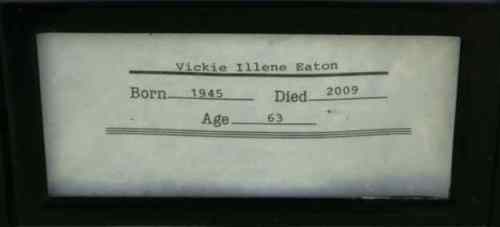 Vickie Illene Eaton
Born 1945 Died 2009
Age 63